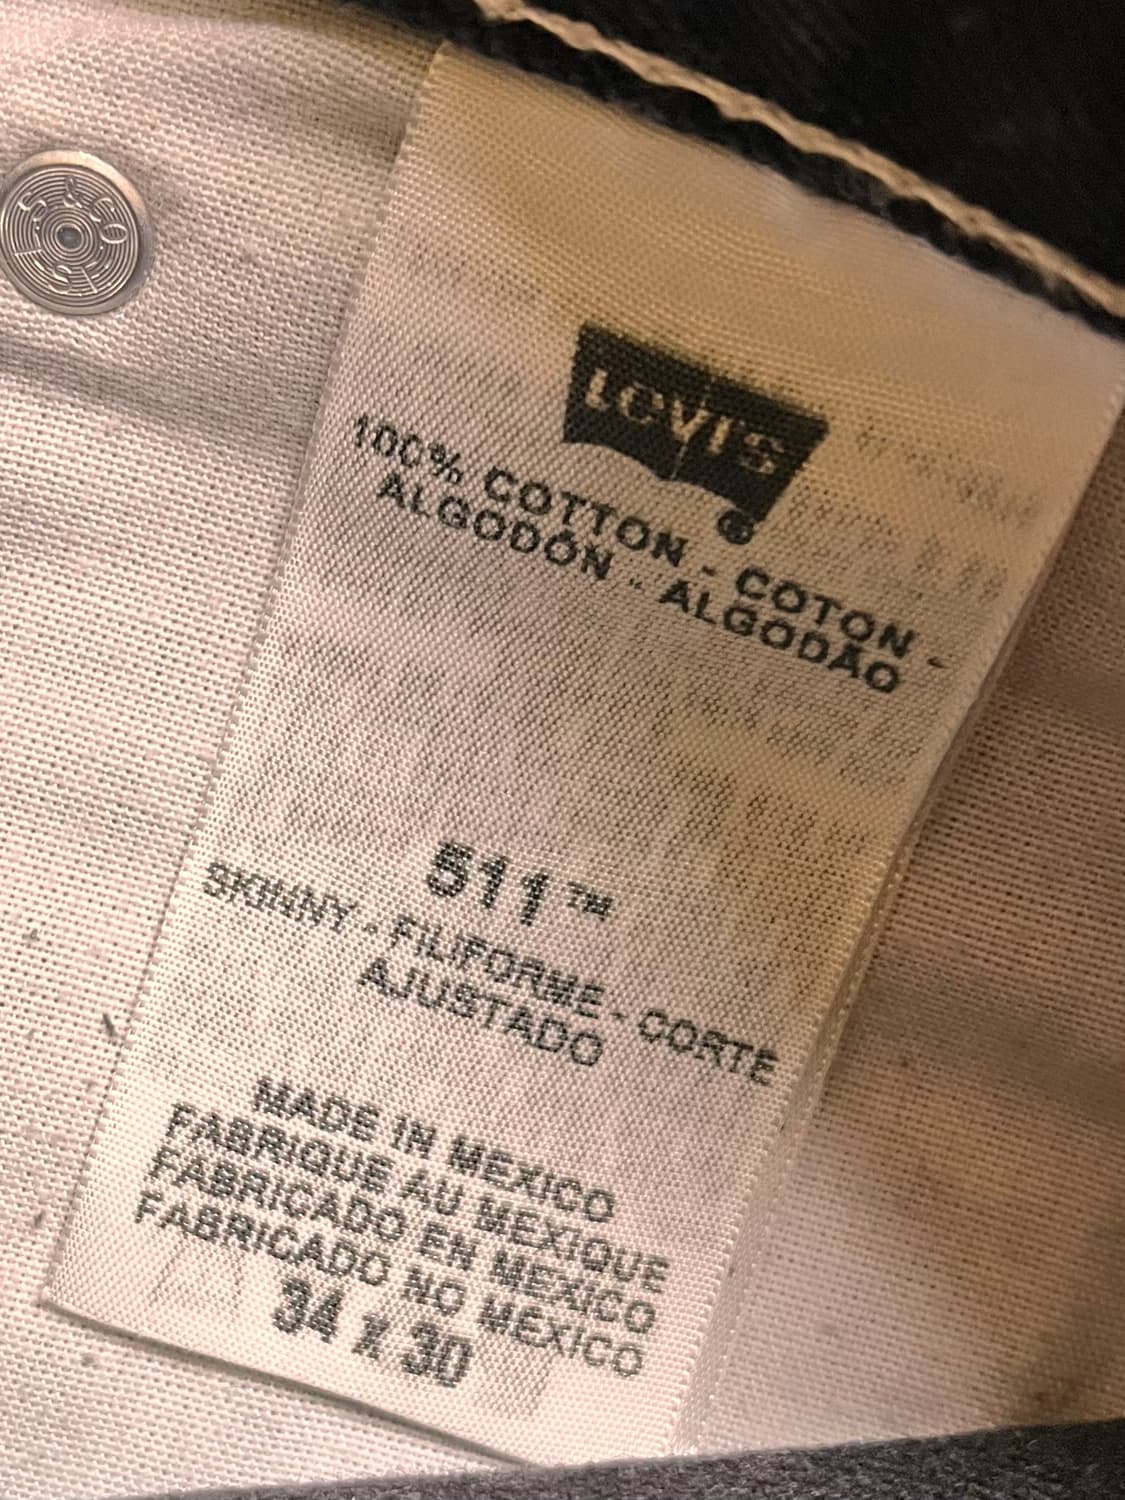 LEVI'S
®
100% COTTON - COTON -
ALGODÓN - ALGODÃO
511™
SKINNY - FILIFORME - CORTE
AJUSTADO
MADE IN MEXICO
FABRIQUE AU MEXIQUE
FABRICADO EN MEXICO
FABRICADO NO MÉXICO
34 X 30